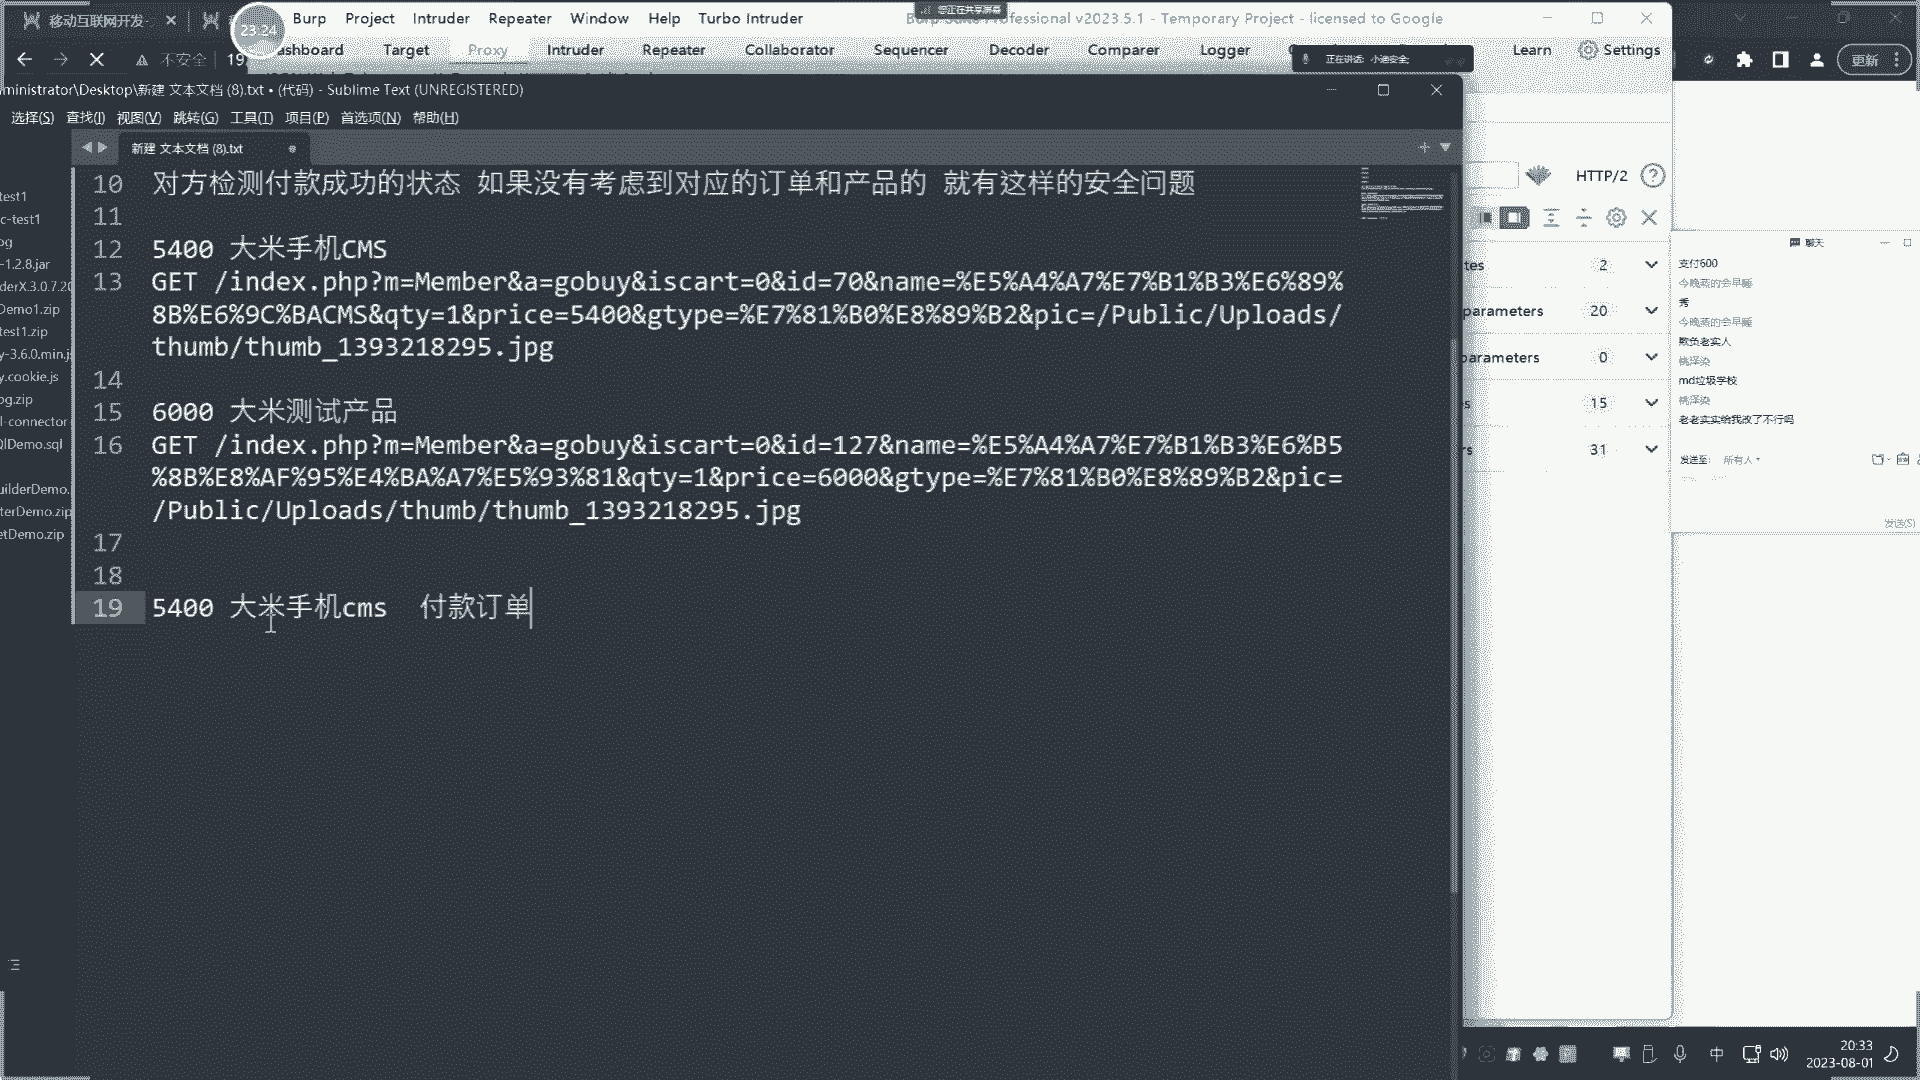 移动互联网开发-
23:24
Burp Project Intruder Repeater Window Help Turbo Intruder
Burp Suite Professional v2023.5.1 - Temporary Project - licensed to Google
您正在共享屏幕
ashboard Target Proxy Intruder Repeater Collaborator Sequencer Decoder Comparer Logger
Learn Settings
不安全 19
正在讲话: 小迪安全;
更新
ministrator\Desktop\新建 文本文档 (8).txt • (代码) - Sublime Text (UNREGISTERED)
选择(S) 查找(I) 视图(V) 跳转(G) 工具(T) 项目(P) 首选项(N) 帮助(H)
新建 文本文档 (8).txt
10 对方检测付款成功的状态 如果没有考虑到对应的订单和产品的 就有这样的安全问题
11
12 5400 大米手机CMS
13 GET /index.php?m=Member&a=gobuy&iscart=0&id=70&name=%E5%A4%A7%E7%B1%B3%E6%89%
8B%E6%9C%BACMS&qty=1&price=5400&gtype=%E7%81%B0%E8%89%B2&pic=/Public/Uploads/
thumb/thumb_1393218295.jpg
14
15 6000 大米测试产品
16 GET /index.php?m=Member&a=gobuy&iscart=0&id=127&name=%E5%A4%A7%E7%B1%B3%E6%B5
%8B%E8%AF%95%E4%BA%A7%E5%93%81&qty=1&price=6000&gtype=%E7%81%B0%E8%89%B2&pic=
/Public/Uploads/thumb/thumb_1393218295.jpg
17
18
19 5400 大米手机cms 付款订单
test1
c-test1
og
-1.2.8.jar
derX.3.0.7.20
Demo1.zip
test1.zip
y-3.6.0.min.j
y.cookie.js
og.zip
l-connector
QlDemo.sql
uilderDemo.
terDemo.zip
etDemo.zip
HTTP/2
tes 2
parameters 20
parameters 0
s 15
rs 31
聊天
支付600
今晚燕的会早睡
秀
今晚燕的会早睡
欺负老实人
桃泽染
md垃圾学校
桃泽染
老老实实给我改了不行吗
发送至: 所有人
发送(S)
中
20:33
2023-08-01